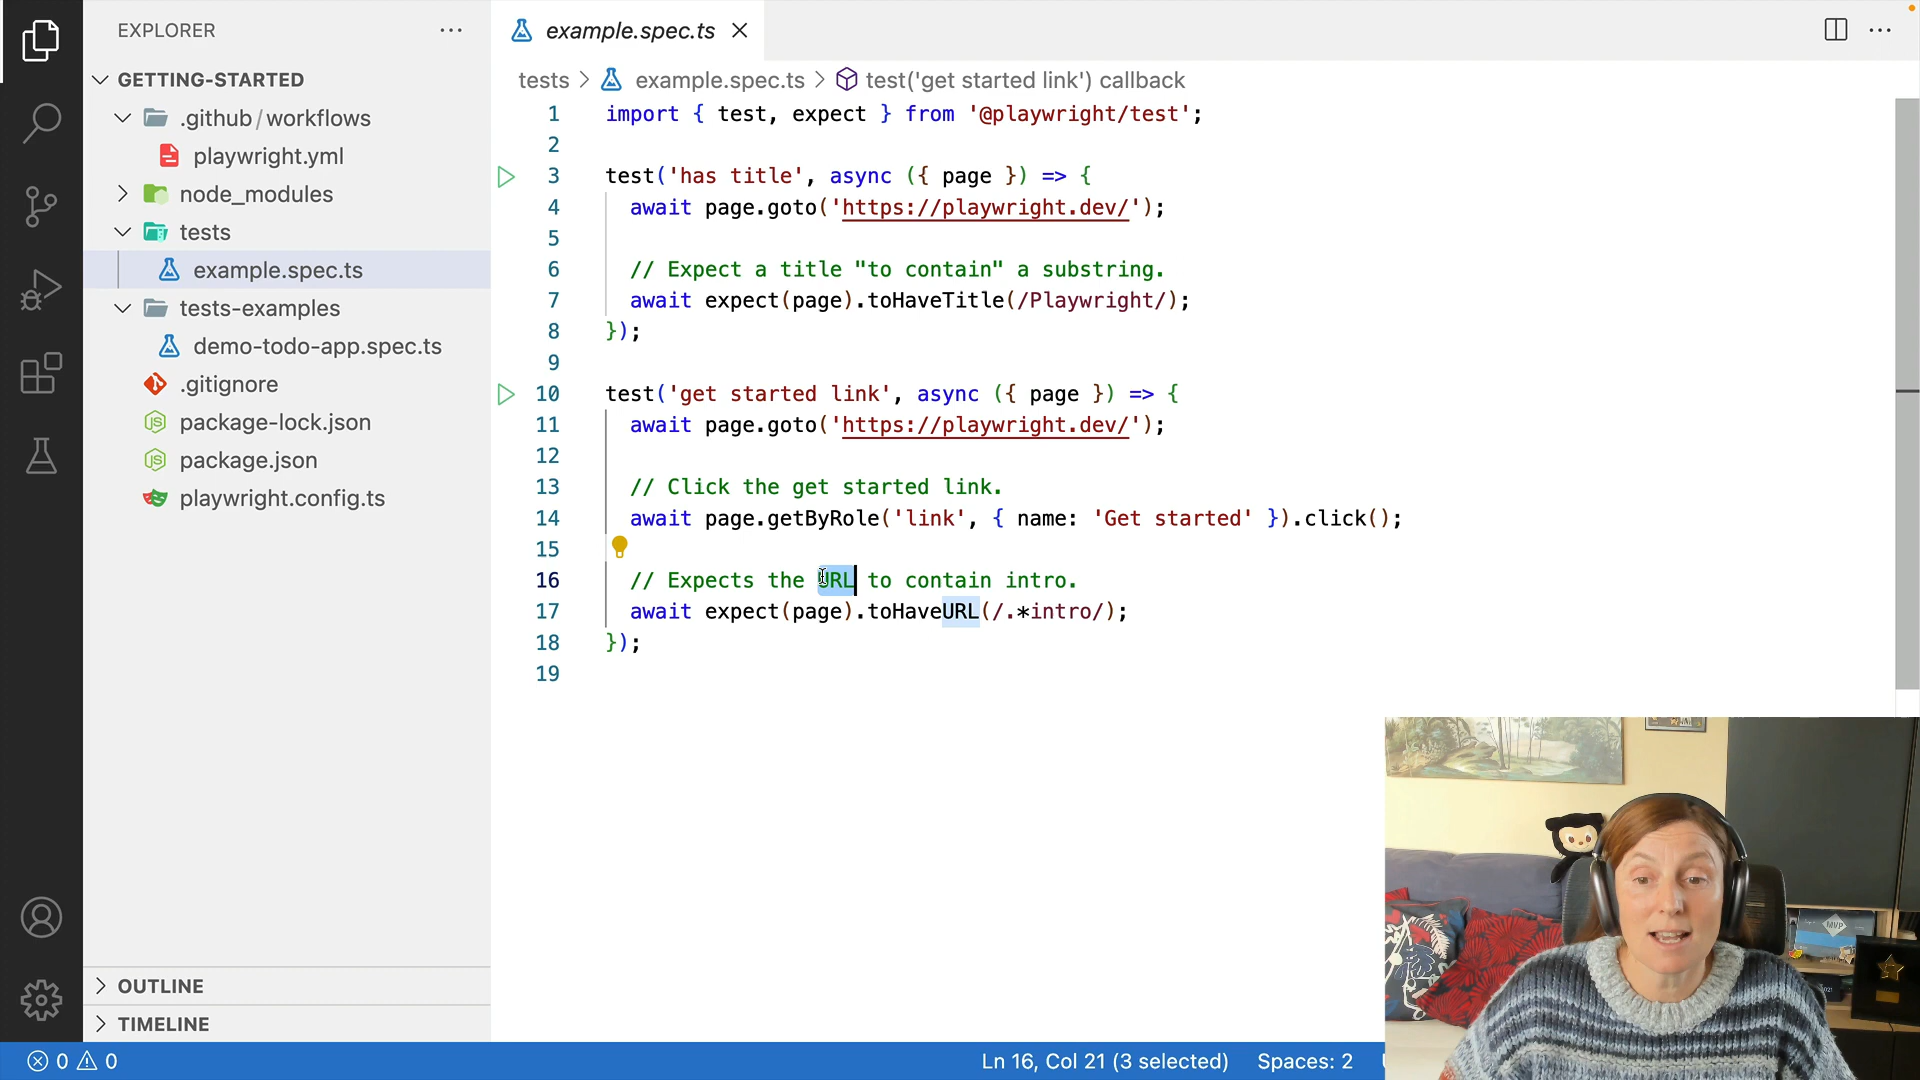 EXPLORER
GETTING-STARTED
.github/workflows
playwright.yml
node_modules
tests
example.spec.ts
tests-examples
demo-todo-app.spec.ts
.gitignore
package-lock.json
package.json
playwright.config.ts
OUTLINE
TIMELINE
example.spec.ts
tests > example.spec.ts > test('get started link') callback
1 import { test, expect } from '@playwright/test';
2
3 test('has title', async ({ page }) => {
4 await page.goto('https://playwright.dev/');
5
6 // Expect a title "to contain" a substring.
7 await expect(page).toHaveTitle(/Playwright/);
8 });
9
10 test('get started link', async ({ page }) => {
11 await page.goto('https://playwright.dev/');
12
13 // Click the get started link.
14 await page.getByRole('link', { name: 'Get started' }).click();
15
16 // Expects the URL to contain intro.
17 await expect(page).toHaveURL(/.*intro/);
18 });
19
MVP
0 0
Ln 16, Col 21 (3 selected)
Spaces: 2